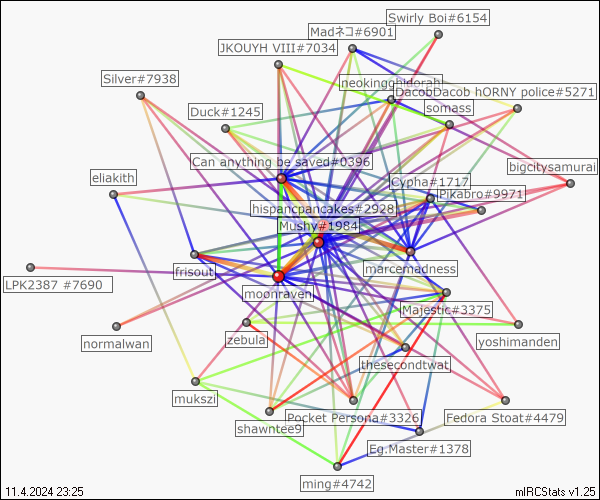 Swirly Boi#6154
Madネコ#6901
JKOUYH VIII#7034
Silver#7938
neokingghidorah
DacobDacob hORNY police#5271
Duck#1245
somass
Can anything be saved#0396
bigcitysamurai
eliakith
Cypha#1717
Pikabro#9971
hispancpancakes#2928
Mushy#1984
frisout
marcemadness
LPK2387 #7690
moonraven
Majestic#3375
normalwan
zebula
yoshimanden
thesecondtwat
mukszi
Pocket Persona#3326
Fedora Stoat#4479
shawntee9
Eg.Master#1378
ming#4742
11.4.2024 23:25
mIRCStats v1.25